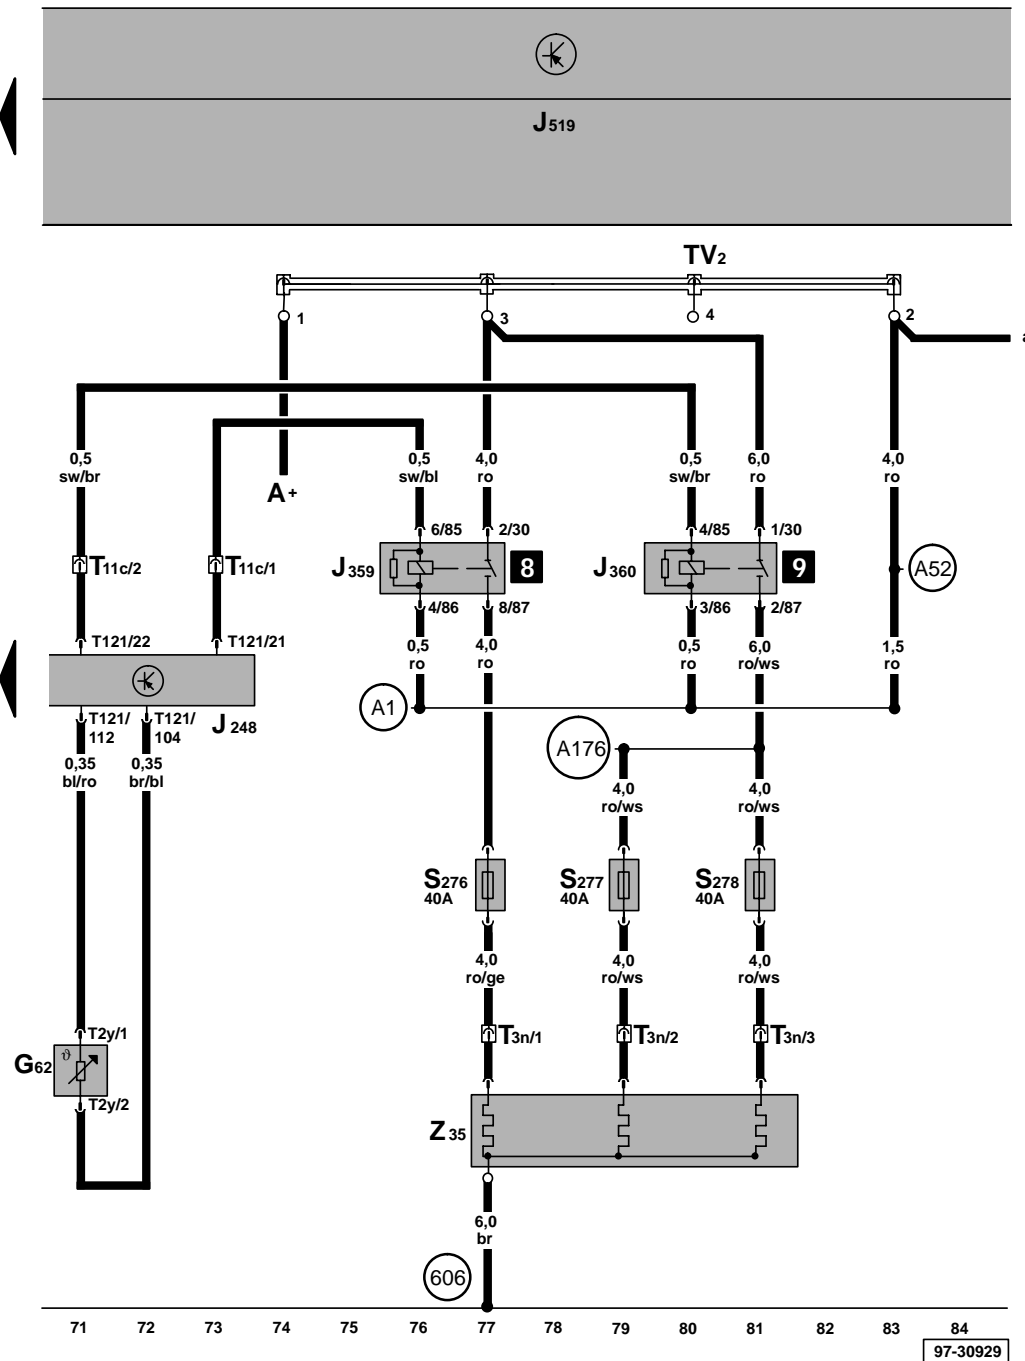 J519
TV2
1
3
4
2
0,5
sw/br
A+
0,5
sw/bl
4,0
ro
0,5
sw/br
6,0
ro
4,0
ro
6/85
2/30
4/85
1/30
T11c/2
T11c/1
J359
8
J360
9
A52
4/86
8/87
3/86
2/87
T121/22
T121/21
0,5
ro
4,0
ro
0,5
ro
6,0
ro/ws
1,5
ro
A1
J248
T121/
112
T121/
104
A176
0,35
bl/ro
0,35
br/bl
4,0
ro/ws
4,0
ro/ws
S276
40A
S277
40A
S278
40A
4,0
ro/ge
4,0
ro/ws
4,0
ro/ws
T2y/1
T3n/1
T3n/2
T3n/3
G62
ϑ
T2y/2
Z35
6,0
br
606
71 72 73 74 75 76 77 78 79 80 81 82 83 84
97-30929